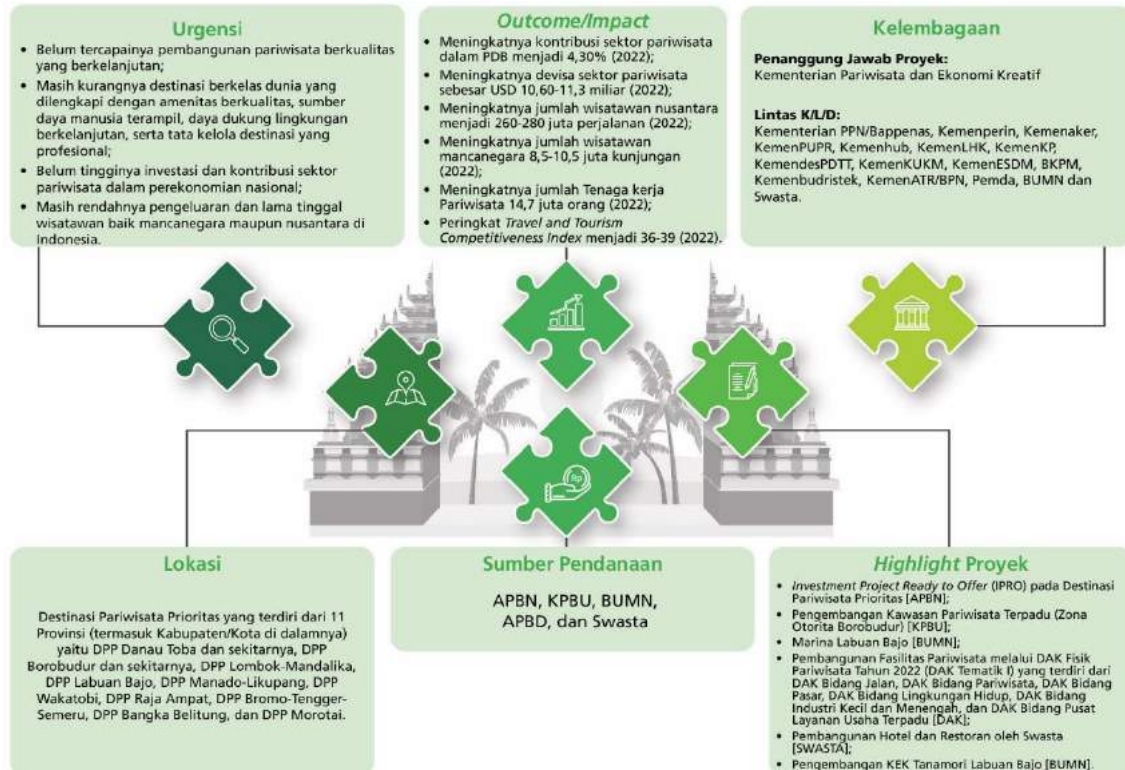 Urgensi
• Belum tercapainya pembangunan pariwisata berkualitas
yang berkelanjutan;
• Masih kurangnya destinasi berkelas dunia yang
dilengkapi dengan amenitas berkualitas, sumber
daya manusia terampil, daya dukung lingkungan
berkelanjutan, serta tata kelola destinasi yang
profesional;
• Belum tingginya investasi dan kontribusi sektor
pariwisata dalam perekonomian nasional;
• Masih rendahnya pengeluaran dan lama tinggal
wisatawan baik mancanegara maupun nusantara di
Indonesia.
Outcome/Impact
• Meningkatnya kontribusi sektor pariwisata
dalam PDB menjadi 4,30% (2022);
• Meningkatnya devisa sektor pariwisata
sebesar USD 10,60-11,3 miliar (2022);
• Meningkatnya jumlah wisatawan nusantara
menjadi 260-280 juta perjalanan (2022);
• Meningkatnya jumlah wisatawan
mancanegara 8,5-10,5 juta kunjungan
(2022);
• Meningkatnya jumlah Tenaga kerja
Pariwisata 14,7 juta orang (2022);
• Peringkat Travel and Tourism
Competitiveness Index menjadi 36-39 (2022).
Kelembagaan
Penanggung Jawab Proyek:
Kementerian Pariwisata dan Ekonomi Kreatif
Lintas K/L/D:
Kementerian PPN/Bappenas, Kemenperin, Kemenaker,
KemenPUPR, Kemenhub, KemenLHK, KemenKP,
KemendesPDTT, KemenKUKM, KemenESDM, BKPM,
Kemenbudristek, KemenATR/BPN, Pemda, BUMN dan
Swasta.
Rp
Lokasi
Destinasi Pariwisata Prioritas yang terdiri dari 11
Provinsi (termasuk Kabupaten/Kota di dalamnya)
yaitu DPP Danau Toba dan sekitarnya, DPP
Borobudur dan sekitarnya, DPP Lombok-Mandalika,
DPP Labuan Bajo, DPP Manado-Likupang, DPP
Wakatobi, DPP Raja Ampat, DPP Bromo-Tengger-
Semeru, DPP Bangka Belitung, dan DPP Morotai.
Sumber Pendanaan
APBN, KPBU, BUMN,
APBD, dan Swasta
Highlight Proyek
• Investment Project Ready to Offer (IPRO) pada Destinasi
Pariwisata Prioritas [APBN];
• Pengembangan Kawasan Pariwisata Terpadu (Zona
Otorita Borobudur) [KPBU];
• Marina Labuan Bajo [BUMN];
• Pembangunan Fasilitas Pariwisata melalui DAK Fisik
Pariwisata Tahun 2022 (DAK Tematik I) yang terdiri dari
DAK Bidang Jalan, DAK Bidang Pariwisata, DAK Bidang
Pasar, DAK Bidang Lingkungan Hidup, DAK Bidang
Industri Kecil dan Menengah, dan DAK Bidang Pusat
Layanan Usaha Terpadu [DAK];
• Pembangunan Hotel dan Restoran oleh Swasta
[SWASTA];
• Pengembangan KEK Tanamori Labuan Bajo [BUMN].